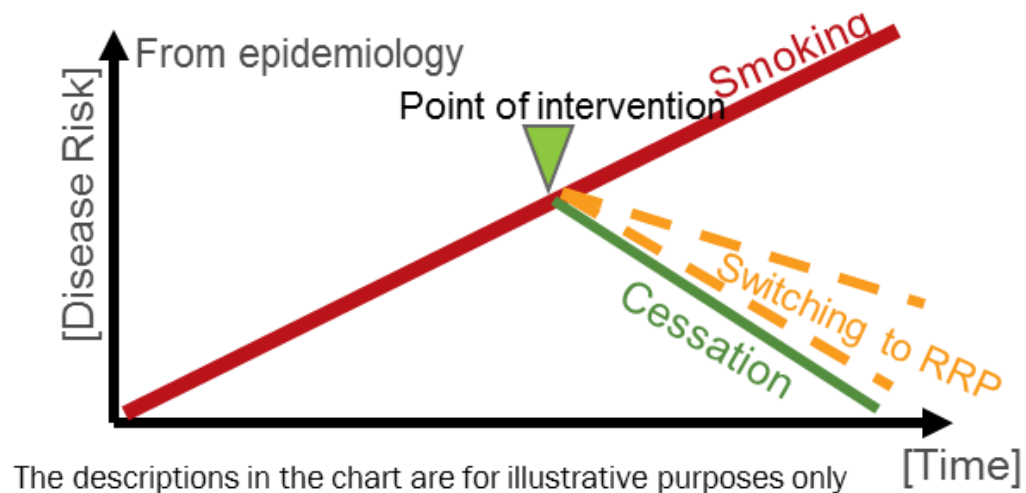 From epidemiology
Smoking
Point of intervention
[Disease Risk]
Switching to RRP
Cessation
[Time]
The descriptions in the chart are for illustrative purposes only